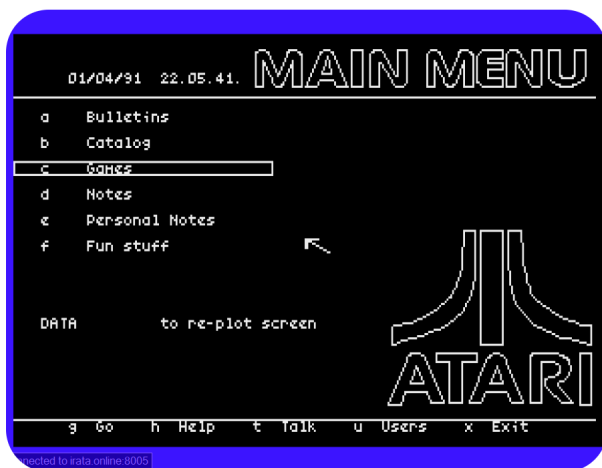 MAIN MENU
01/04/91 22.05.41.
a Bulletins
b Catalog
c Games
d Notes
e Personal Notes
f Fun stuff
DATA to re-plot screen
ATARI
g Go h Help t Talk u Users x Exit
nected to irata.online:8005